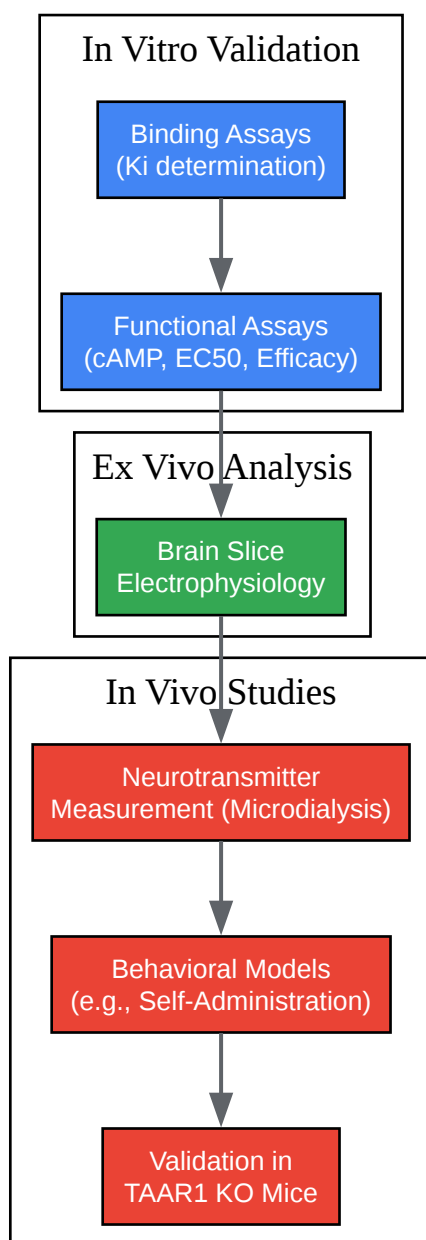 In Vitro Validation
Binding Assays
(Ki determination)
Functional Assays
(cAMP, EC50, Efficacy)
Ex Vivo Analysis
Brain Slice
Electrophysiology
In Vivo Studies
Neurotransmitter
Measurement (Microdialysis)
Behavioral Models
(e.g., Self-Administration)
Validation in
TAAR1 KO Mice